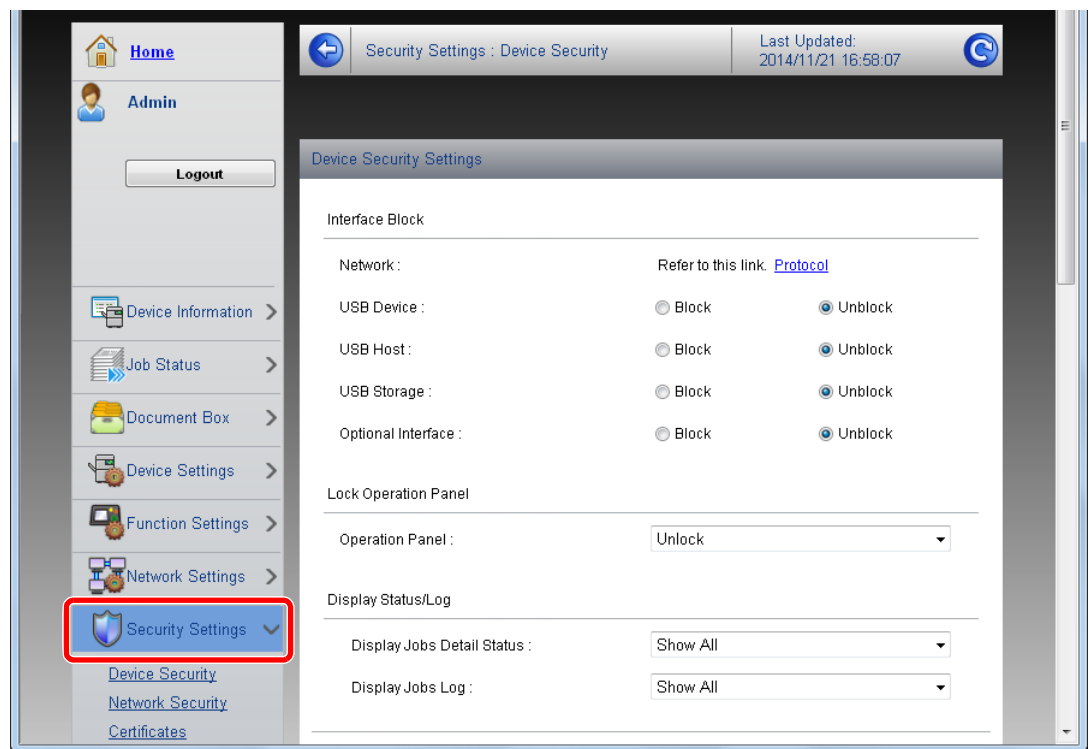 Home
Admin
Logout
Device Information
Job Status
Document Box
Device Settings
Function Settings
Network Settings
Security Settings
Device Security
Network Security
Certificates
Security Settings : Device Security
Last Updated:
2014/11/21 16:58:07
Device Security Settings
Interface Block
Network : Refer to this link. Protocol
USB Device : Block Unblock
USB Host : Block Unblock
USB Storage : Block Unblock
Optional Interface : Block Unblock
Lock Operation Panel
Operation Panel : Unlock
Display Status/Log
Display Jobs Detail Status : Show All
Display Jobs Log : Show All